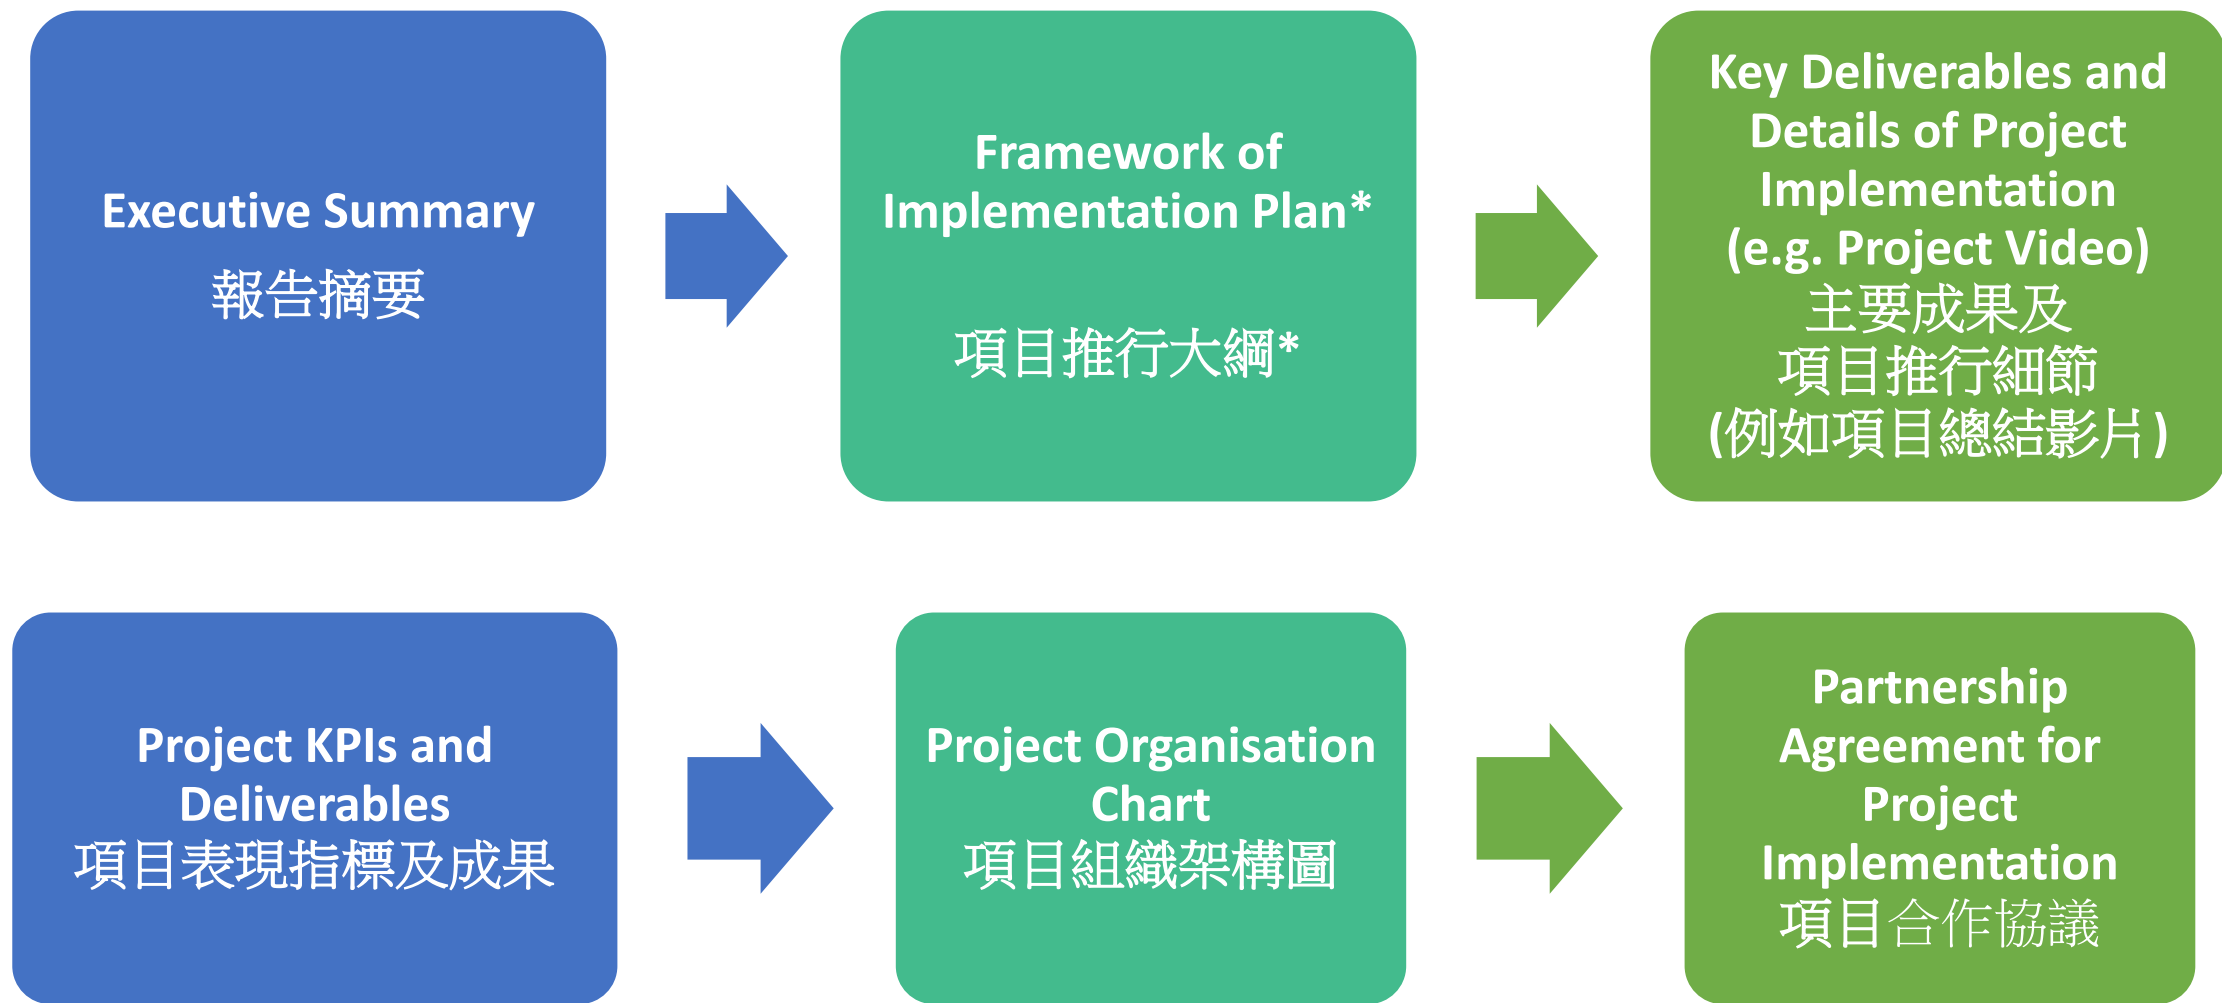 Executive Summary
報告摘要
Framework of
Implementation Plan*
項目推行大綱*
Key Deliverables and
Details of Project
Implementation
(e.g. Project Video)
主要成果及
項目推行細節
(例如項目總結影片)
Project KPIs and
Deliverables
項目表現指標及成果
Project Organisation
Chart
項目組織架構圖
Partnership
Agreement for
Project
Implementation
項目合作協議